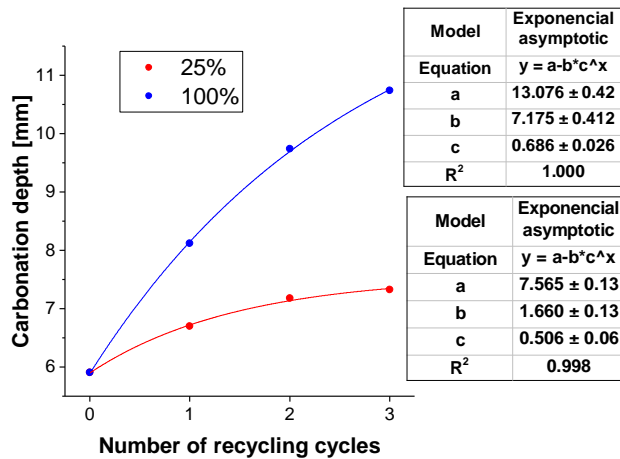 25%
100%
Carbonation depth [mm]
11
10
9
8
7
6
0 1 2 3
Number of recycling cycles
Model Exponencial
asymptotic
Equation y = a-b*c^x
a 13.076 ± 0.42
b 7.175 ± 0.412
c 0.686 ± 0.026
R² 1.000
Model Exponencial
asymptotic
Equation y = a-b*c^x
a 7.565 ± 0.13
b 1.660 ± 0.13
c 0.506 ± 0.06
R² 0.998